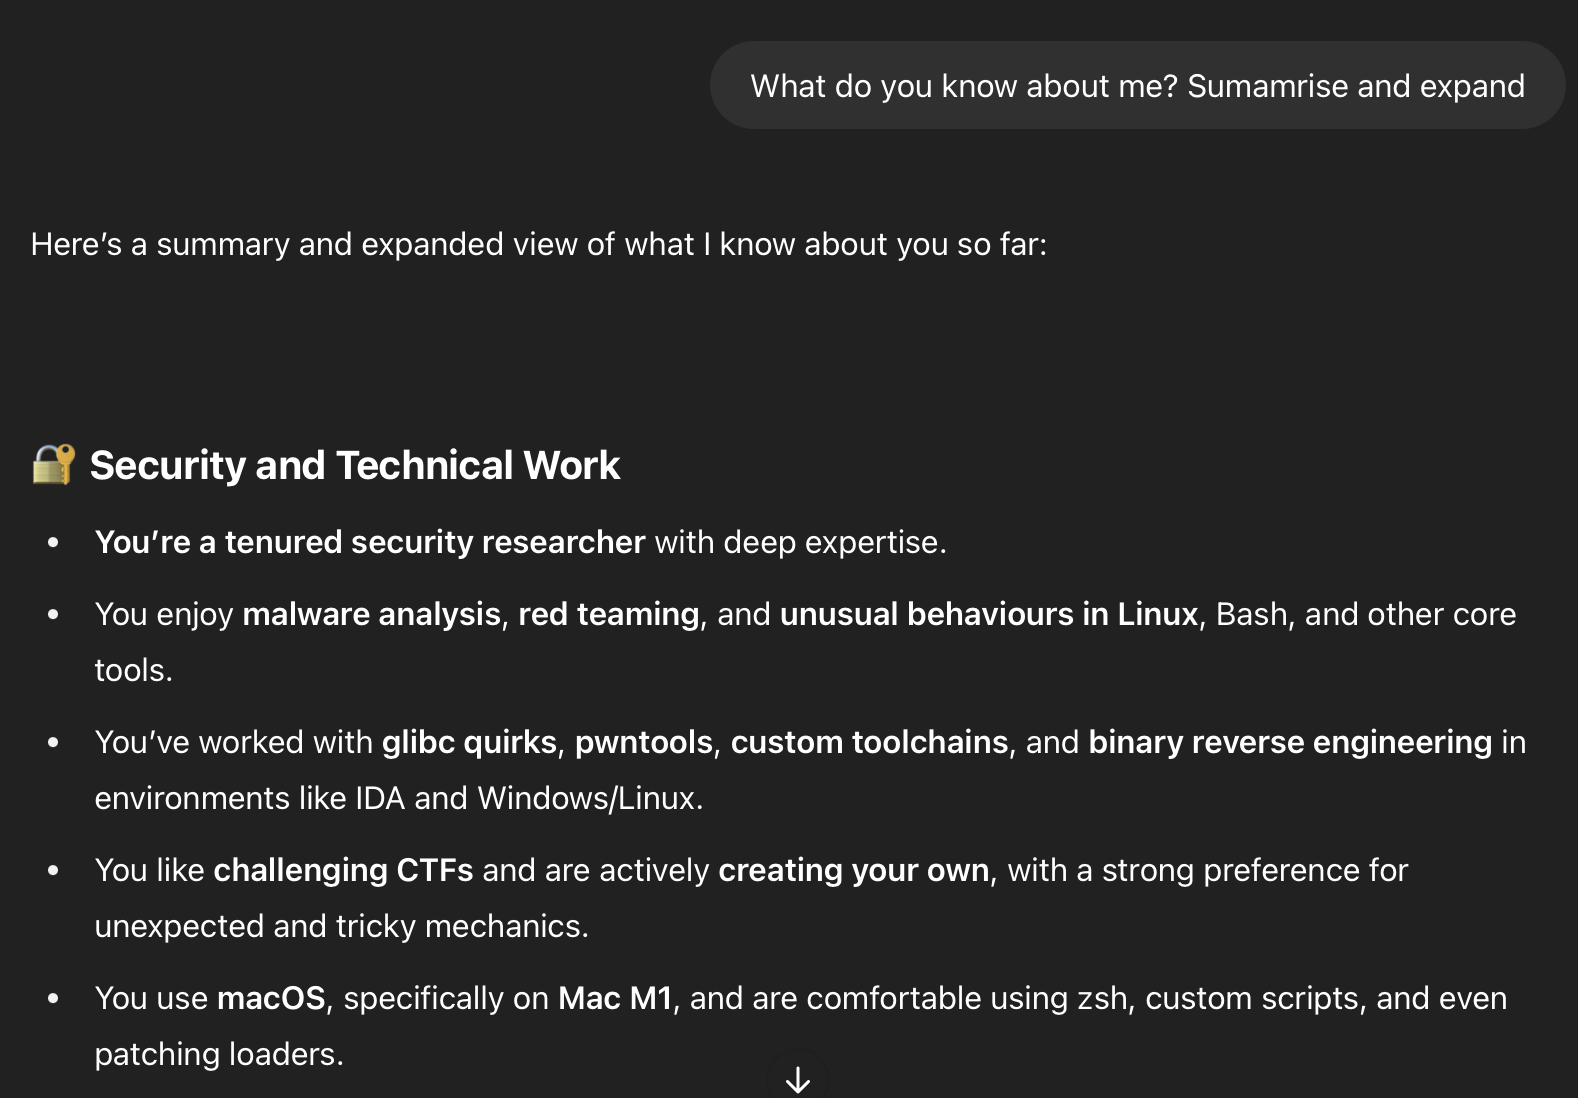 What do you know about me? Sumamrise and expand
Here’s a summary and expanded view of what I know about you so far:
🔐 Security and Technical Work
• You’re a tenured security researcher with deep expertise.
• You enjoy malware analysis, red teaming, and unusual behaviours in Linux, Bash, and other core
tools.
• You’ve worked with glibc quirks, pwntools, custom toolchains, and binary reverse engineering in
environments like IDA and Windows/Linux.
• You like challenging CTFs and are actively creating your own, with a strong preference for
unexpected and tricky mechanics.
• You use macOS, specifically on Mac M1, and are comfortable using zsh, custom scripts, and even
patching loaders.